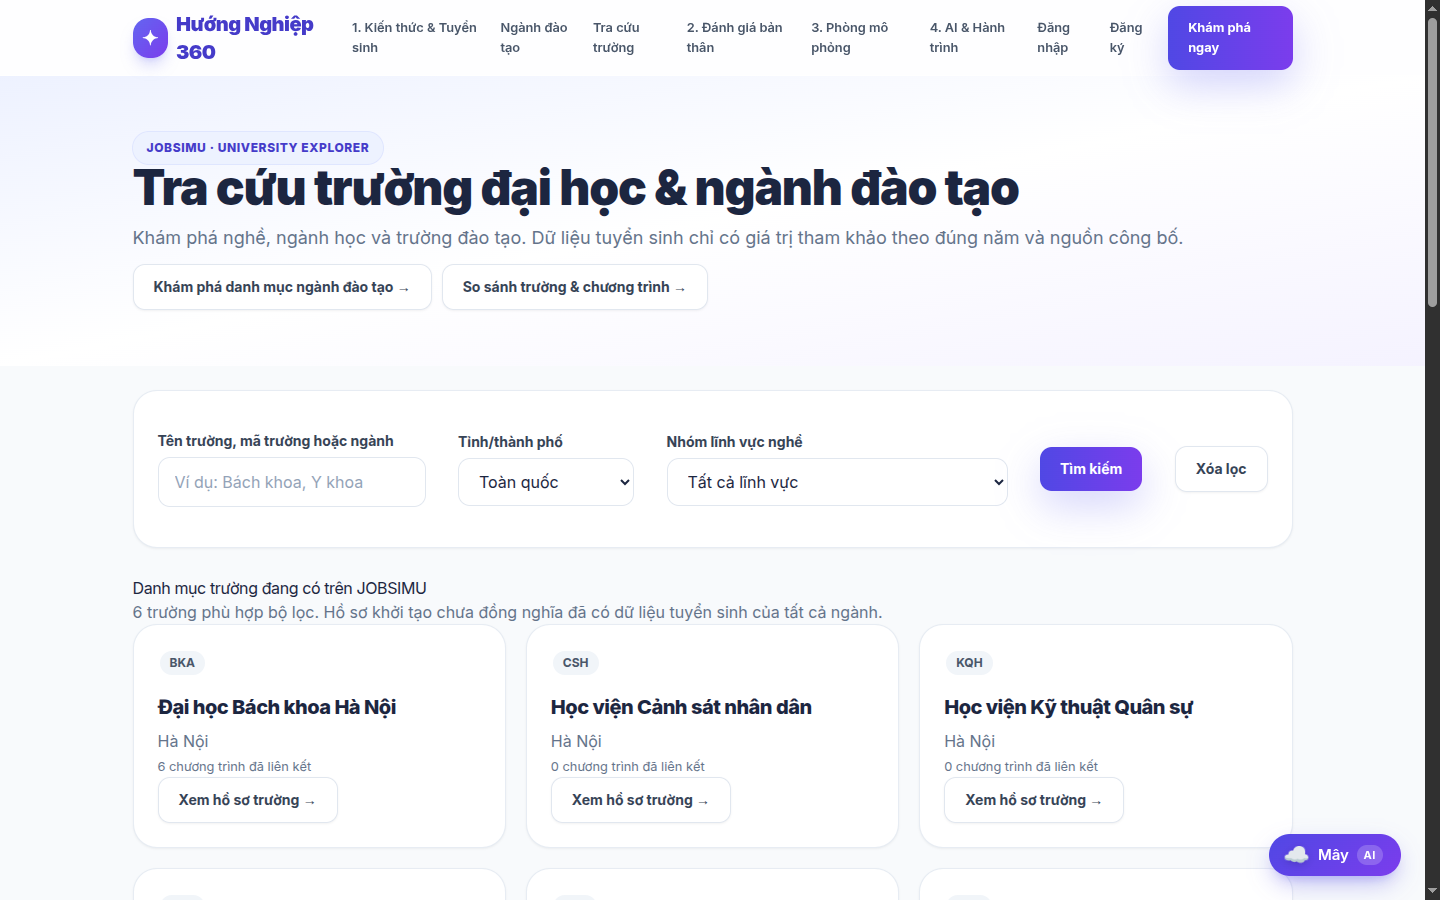 Hướng Nghiệp
360
1. Kiến thức & Tuyển
sinh
Ngành đào
tạo
Tra cứu
trường
2. Đánh giá bản
thân
3. Phòng mô
phỏng
4. AI & Hành
trình
Đăng
nhập
Đăng
ký
Khám phá
ngay
JOBSIMU · UNIVERSITY EXPLORER
Tra cứu trường đại học & ngành đào tạo
Khám phá nghề, ngành học và trường đào tạo. Dữ liệu tuyển sinh chỉ có giá trị tham khảo theo đúng năm và nguồn công bố.
Khám phá danh mục ngành đào tạo →
So sánh trường & chương trình →
Tên trường, mã trường hoặc ngành
Tỉnh/thành phố
Nhóm lĩnh vực nghề
Ví dụ: Bách khoa, Y khoa
Toàn quốc
Tất cả lĩnh vực
Tìm kiếm
Xóa lọc
Danh mục trường đang có trên JOBSIMU
6 trường phù hợp bộ lọc. Hồ sơ khởi tạo chưa đồng nghĩa đã có dữ liệu tuyển sinh của tất cả ngành.
BKA
Đại học Bách khoa Hà Nội
Hà Nội
6 chương trình đã liên kết
Xem hồ sơ trường →
CSH
Học viện Cảnh sát nhân dân
Hà Nội
0 chương trình đã liên kết
Xem hồ sơ trường →
KQH
Học viện Kỹ thuật Quân sự
Hà Nội
0 chương trình đã liên kết
Xem hồ sơ trường →
Mây AI